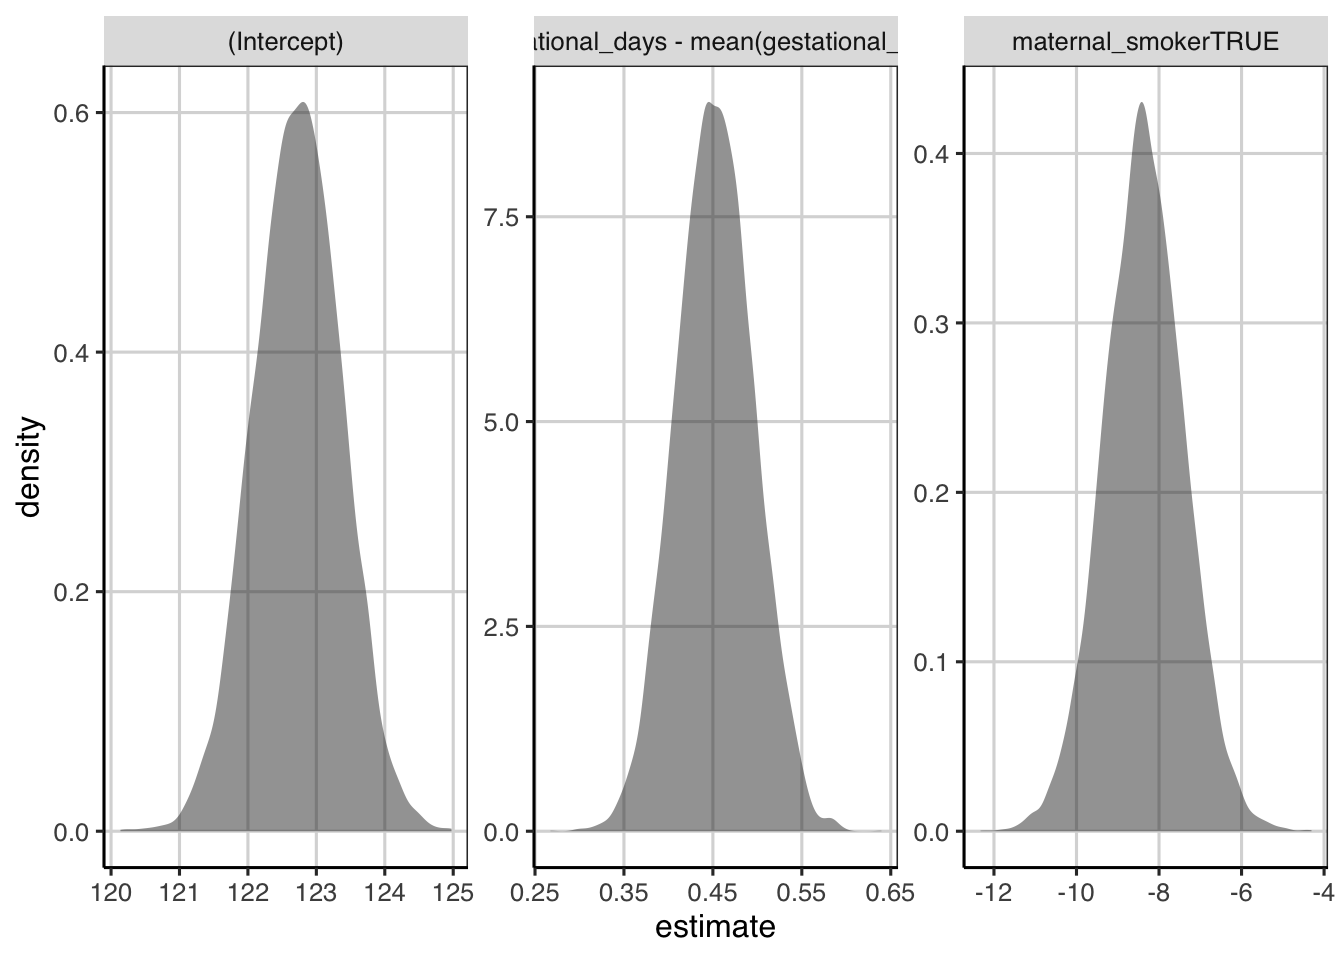 (Intercept)
ational_days - mean(gestational_
maternal_smokerTRUE
density
0.6
0.4
0.2
0.0
7.5
5.0
2.5
0.0
0.4
0.3
0.2
0.1
0.0
120 121 122 123 124 125
0.25 0.35 0.45 0.55 0.65
-12 -10 -8 -6 -4
estimate